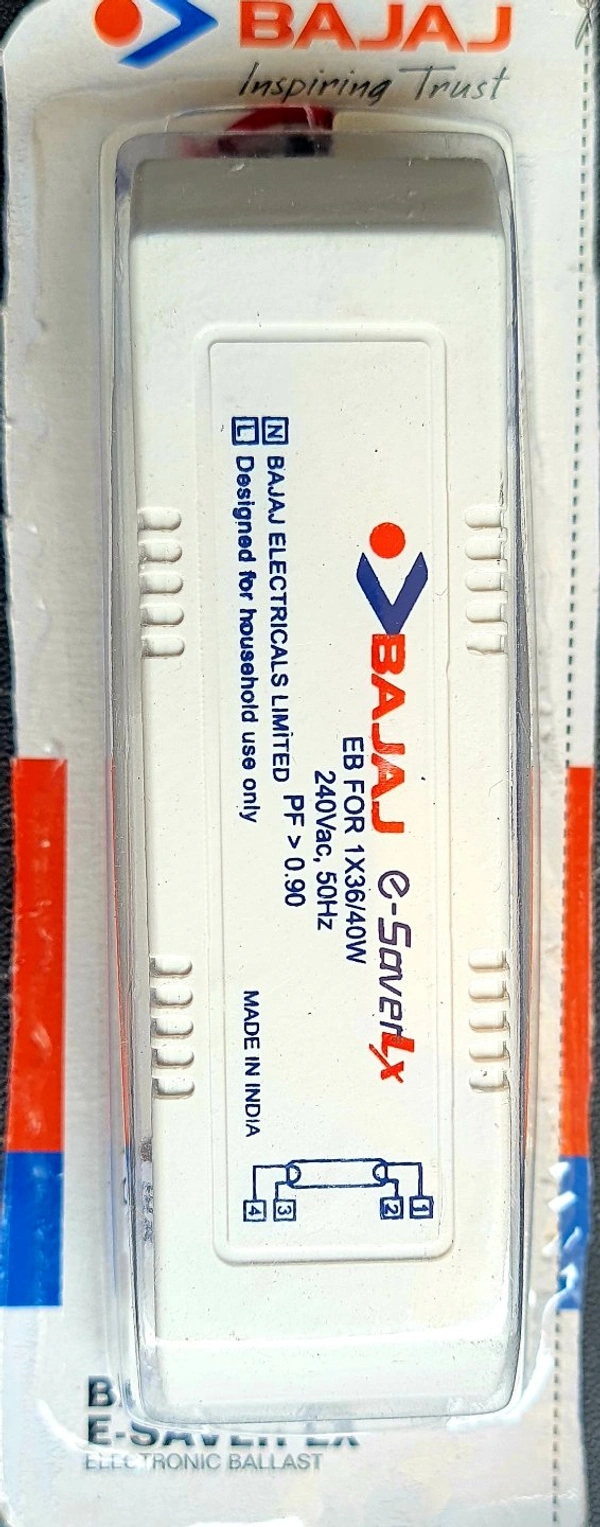 BAJAJ
Inspiring Trust
BAJAJ e-SaverLx
EB FOR 1X36/40W
240Vac, 50Hz
PF > 0.90
N BAJAJ ELECTRICALS LIMITED
L Designed for household use only
MADE IN INDIA
1
2
3
4
E-SAVER LX
ELECTRONIC BALLAST